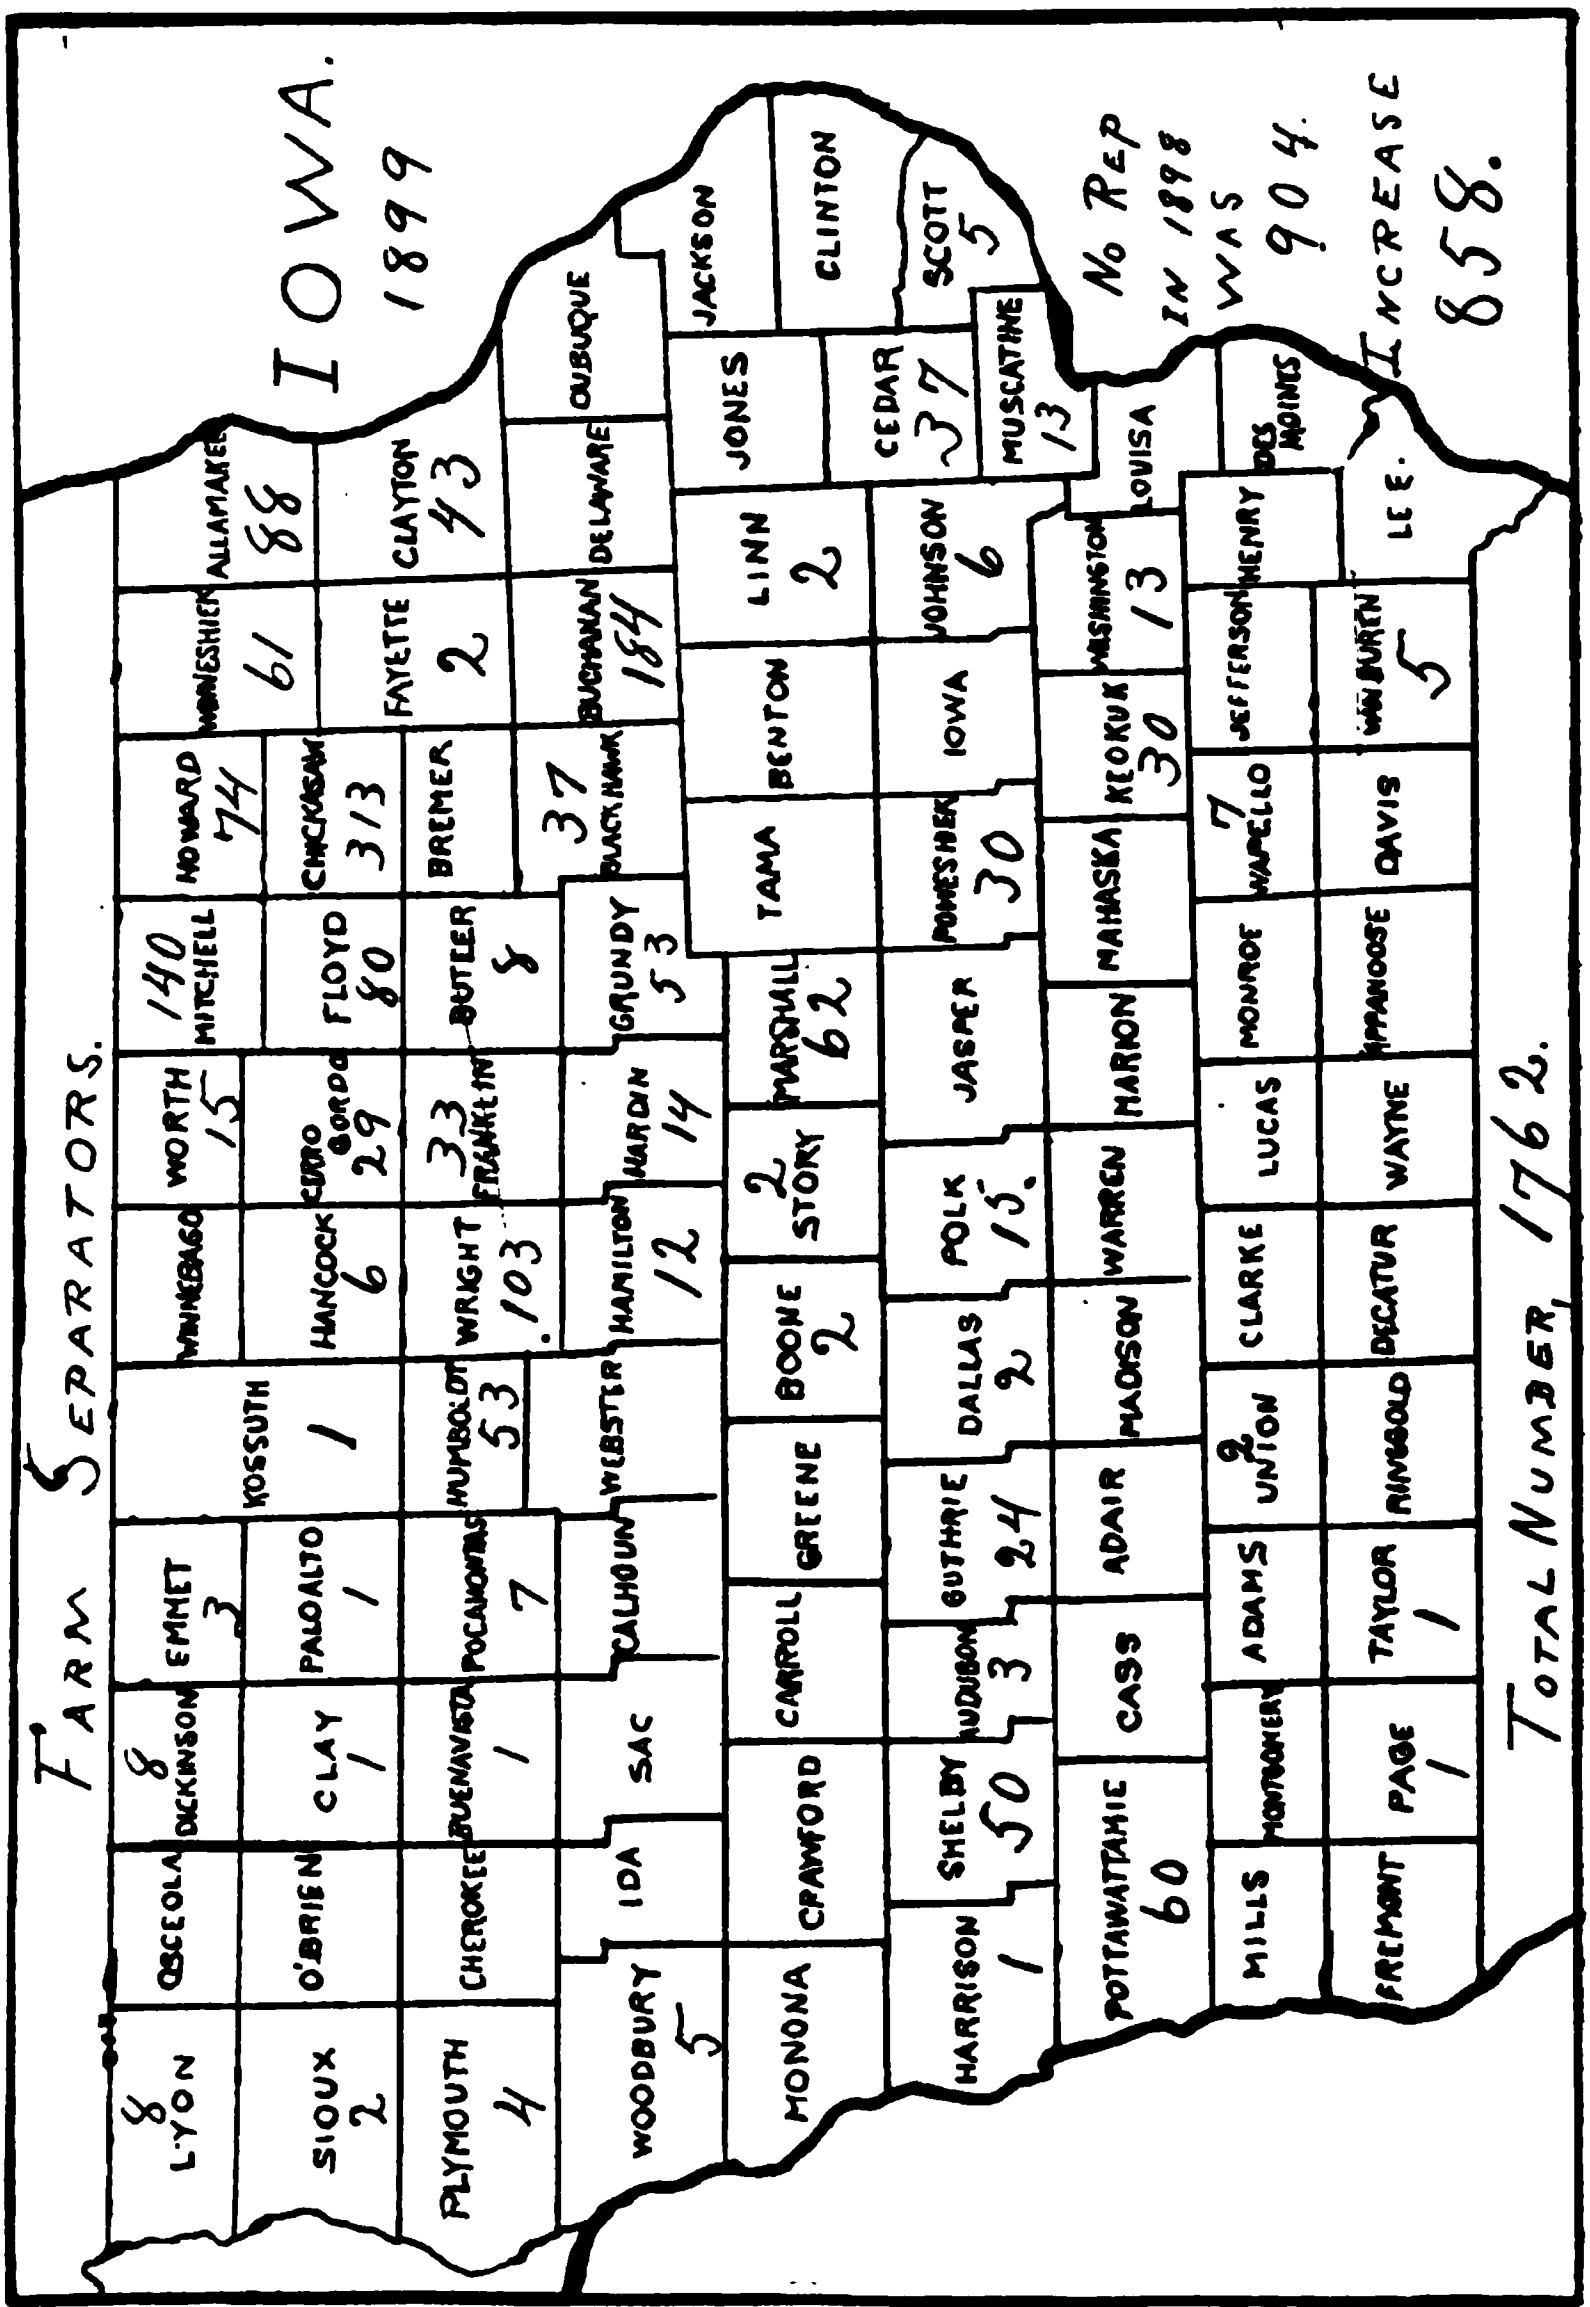 FARM SEPARATORS.
IOWA.
1899
8
LYON
OSCEOLA
8
DICKINSON
EMMET
3
KOSSUTH
1
WINNEBAGO
WORTH
15
140
MITCHELL
HOWARD
74
WINNESHIEK
61
ALLAMAKEE
88
SIOUX
2
O'BRIEN
CLAY
1
PALO ALTO
1
HANCOCK
6
CERRO
GORDO
29
FLOYD
80
CHICKASAW
313
FAYETTE
2
CLAYTON
43
PLYMOUTH
4
CHEROKEE
BUENA VISTA
1
POCAHONTAS
7
HUMBOLDT
53
WRIGHT
103
33
FRANKLIN
BUTLER
8
BREMER
37
BLACK HAWK
BUCHANAN
184
DELAWARE
DUBUQUE
WOODBURY
5
IDA
SAC
CALHOUN
WEBSTER
HAMILTON
12
HARDIN
14
GRUNDY
53
TAMA
BENTON
LINN
2
JONES
JACKSON
MONONA
CRAWFORD
CARROLL
GREENE
BOONE
2
2
STORY
MARSHALL
62
CEDAR
37
CLINTON
SCOTT
5
HARRISON
1
SHELBY
50
AUDUBON
3
GUTHRIE
24
DALLAS
2
POLK
15.
JASPER
POWESHIEK
30
IOWA
JOHNSON
6
MUSCATINE
13
POTTAWATTAMIE
60
CASS
ADAIR
MADISON
WARREN
MARION
MAHASKA
KEOKUK
30
WASHINGTON
13
LOUISA
MILLS
MONTGOMERY
ADAMS
2
UNION
CLARKE
LUCAS
MONROE
7
WAPELLO
JEFFERSON
HENRY
DES
MOINES
FREMONT
PAGE
1
TAYLOR
1
RINGGOLD
DECATUR
WAYNE
APPANOOSE
DAVIS
VAN BUREN
5
LEE.
NO REP
IN 1898
WAS
904.
INCREASE
858.
TOTAL NUMBER, 1762.